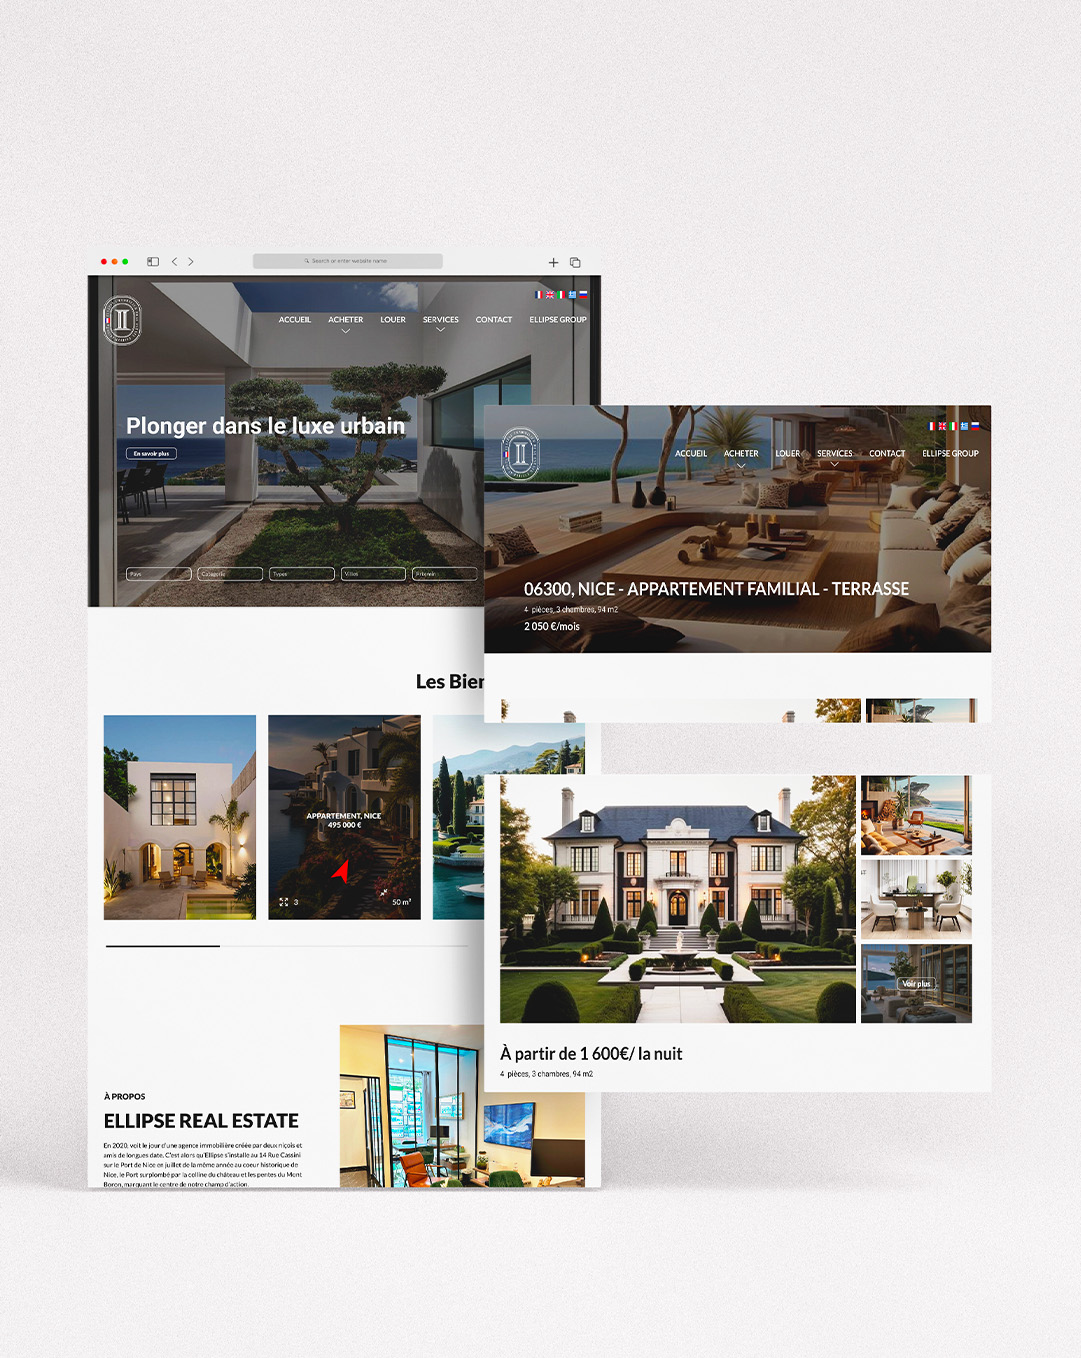 Search or enter website name
ACCUEIL ACHETER LOUER SERVICES CONTACT ELLIPSE GROUP
Plonger dans le luxe urbain
En savoir plus
Pays Catégorie Types Villes
Les Bien
APPARTEMENT, NICE
495 000 €
3 50 m²
À PROPOS
ELLIPSE REAL ESTATE
En 2020, voit le jour d'une agence immobilière créée par deux niçois et
amis de longues date. C'est alors qu'Ellipse s'installe au 14 Rue Cassini
sur le Port de Nice en juillet de la même année au coeur historique de
Nice, le Port surplombé par la colline du château et les pentes du Mont
Boron, marquant le centre de notre champ d'action.
ACCUEIL ACHETER LOUER SERVICES CONTACT ELLIPSE GROUP
06300, NICE - APPARTEMENT FAMILIAL - TERRASSE
4 pièces, 3 chambres, 94 m2
2 050 €/mois
Voir plus
À partir de 1 600€/ la nuit
4 pièces, 3 chambres, 94 m2